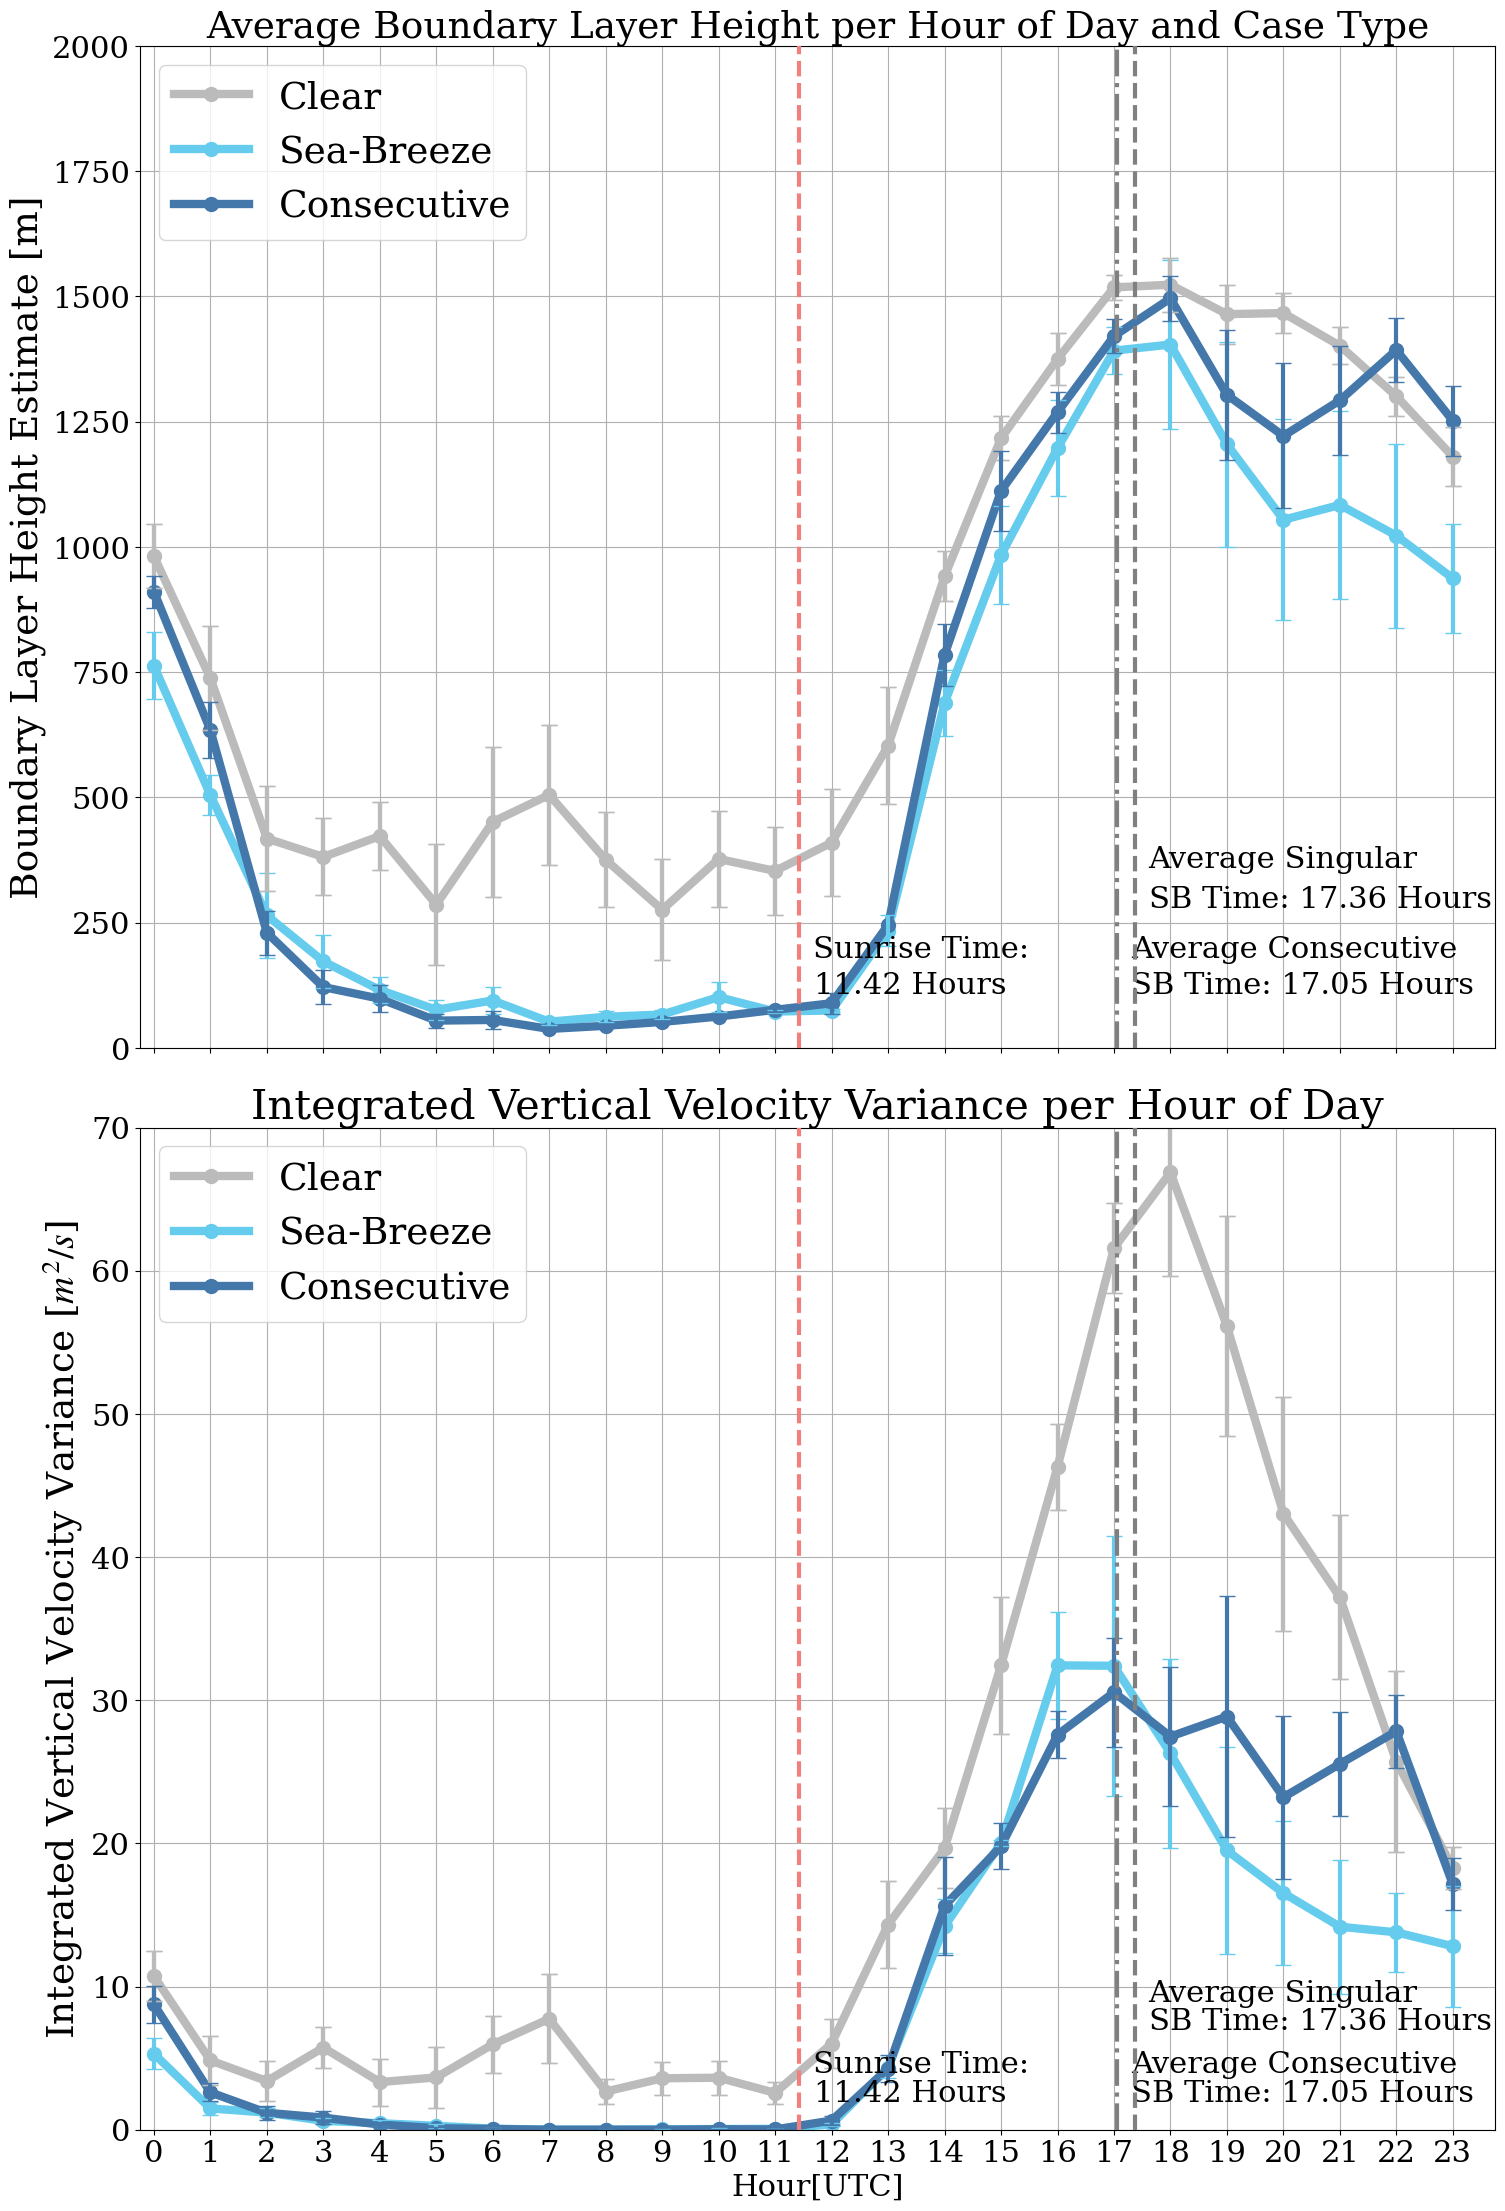 Average Boundary Layer Height per Hour of Day and Case Type
Boundary Layer Height Estimate [m]
2000
1750
1500
1250
1000
750
500
250
0
Clear
Sea-Breeze
Consecutive
Average Singular
SB Time: 17.36 Hours
Sunrise Time:
11.42 Hours
Average Consecutive
SB Time: 17.05 Hours
Integrated Vertical Velocity Variance per Hour of Day
Integrated Vertical Velocity Variance [m²/s]
70
60
50
40
30
20
10
0
Clear
Sea-Breeze
Consecutive
Average Singular
SB Time: 17.36 Hours
Sunrise Time:
11.42 Hours
Average Consecutive
SB Time: 17.05 Hours
0 1 2 3 4 5 6 7 8 9 10 11 12 13 14 15 16 17 18 19 20 21 22 23
Hour[UTC]